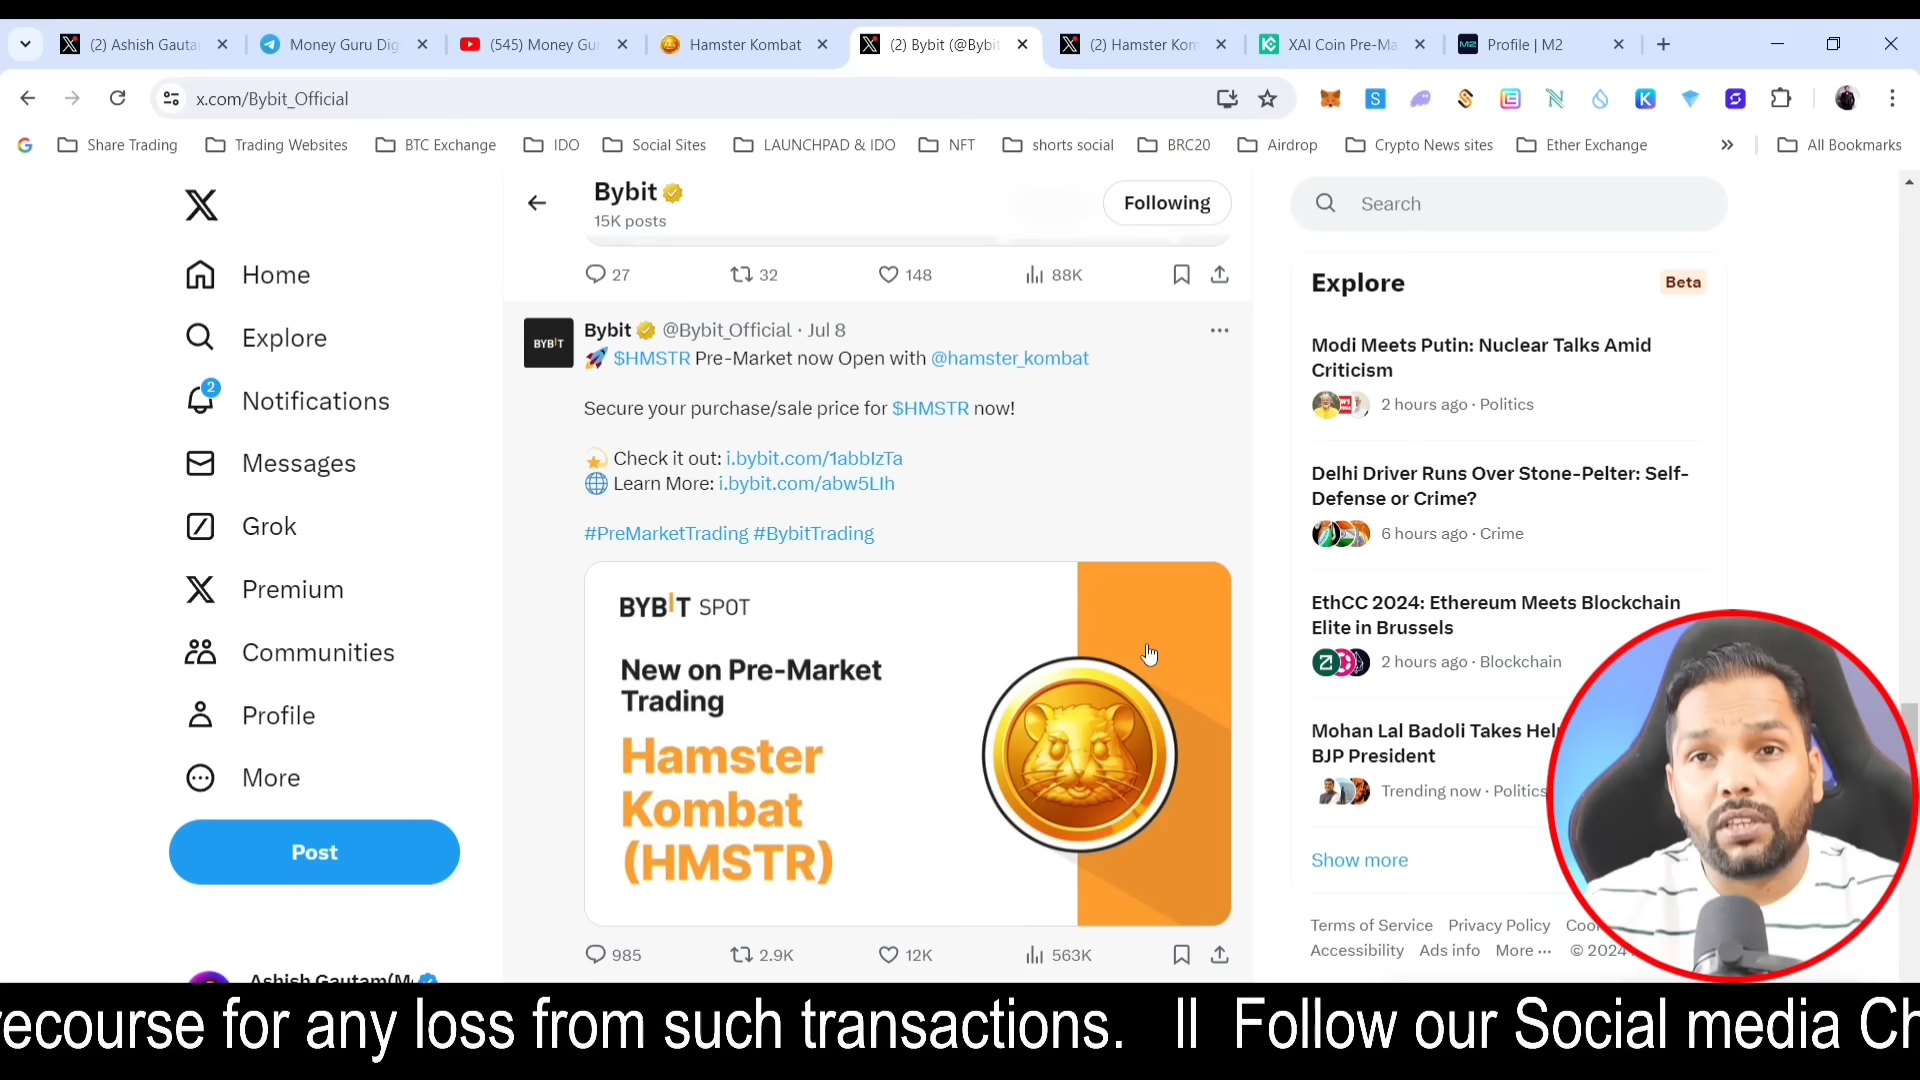 (2) Ashish Gauta
Money Guru Dig
(545) Money Gu
Hamster Kombat
(2) Bybit (@Bybit
(2) Hamster Kom
XAI Coin Pre-Ma
Profile | M2
x.com/Bybit_Official
Share Trading
Trading Websites
BTC Exchange
IDO
Social Sites
LAUNCHPAD & IDO
NFT
shorts social
BRC20
Airdrop
Crypto News sites
Ether Exchange
All Bookmarks
Home
Explore
2
Notifications
Messages
Grok
Premium
Communities
Profile
More
Post
Ashish Gautam(M
Bybit
15K posts
Following
27 32 148 88K
Bybit @Bybit_Official · Jul 8
🚀 $HMSTR Pre-Market now Open with @hamster_kombat
Secure your purchase/sale price for $HMSTR now!
💫 Check it out: i.bybit.com/1abbIzTa
🌐 Learn More: i.bybit.com/abw5LIh
#PreMarketTrading #BybitTrading
BYBIT SPOT
New on Pre-Market
Trading
Hamster
Kombat
(HMSTR)
985 2.9K 12K 563K
Search
Explore
Beta
Modi Meets Putin: Nuclear Talks Amid
Criticism
2 hours ago · Politics
Delhi Driver Runs Over Stone-Pelter: Self-
Defense or Crime?
6 hours ago · Crime
EthCC 2024: Ethereum Meets Blockchain
Elite in Brussels
2 hours ago · Blockchain
Mohan Lal Badoli Takes Hel
BJP President
Trending now · Politics
Show more
Terms of Service Privacy Policy Coo
Accessibility Ads info More ··· © 2024
recourse for any loss from such transactions. || Follow our Social media Ch